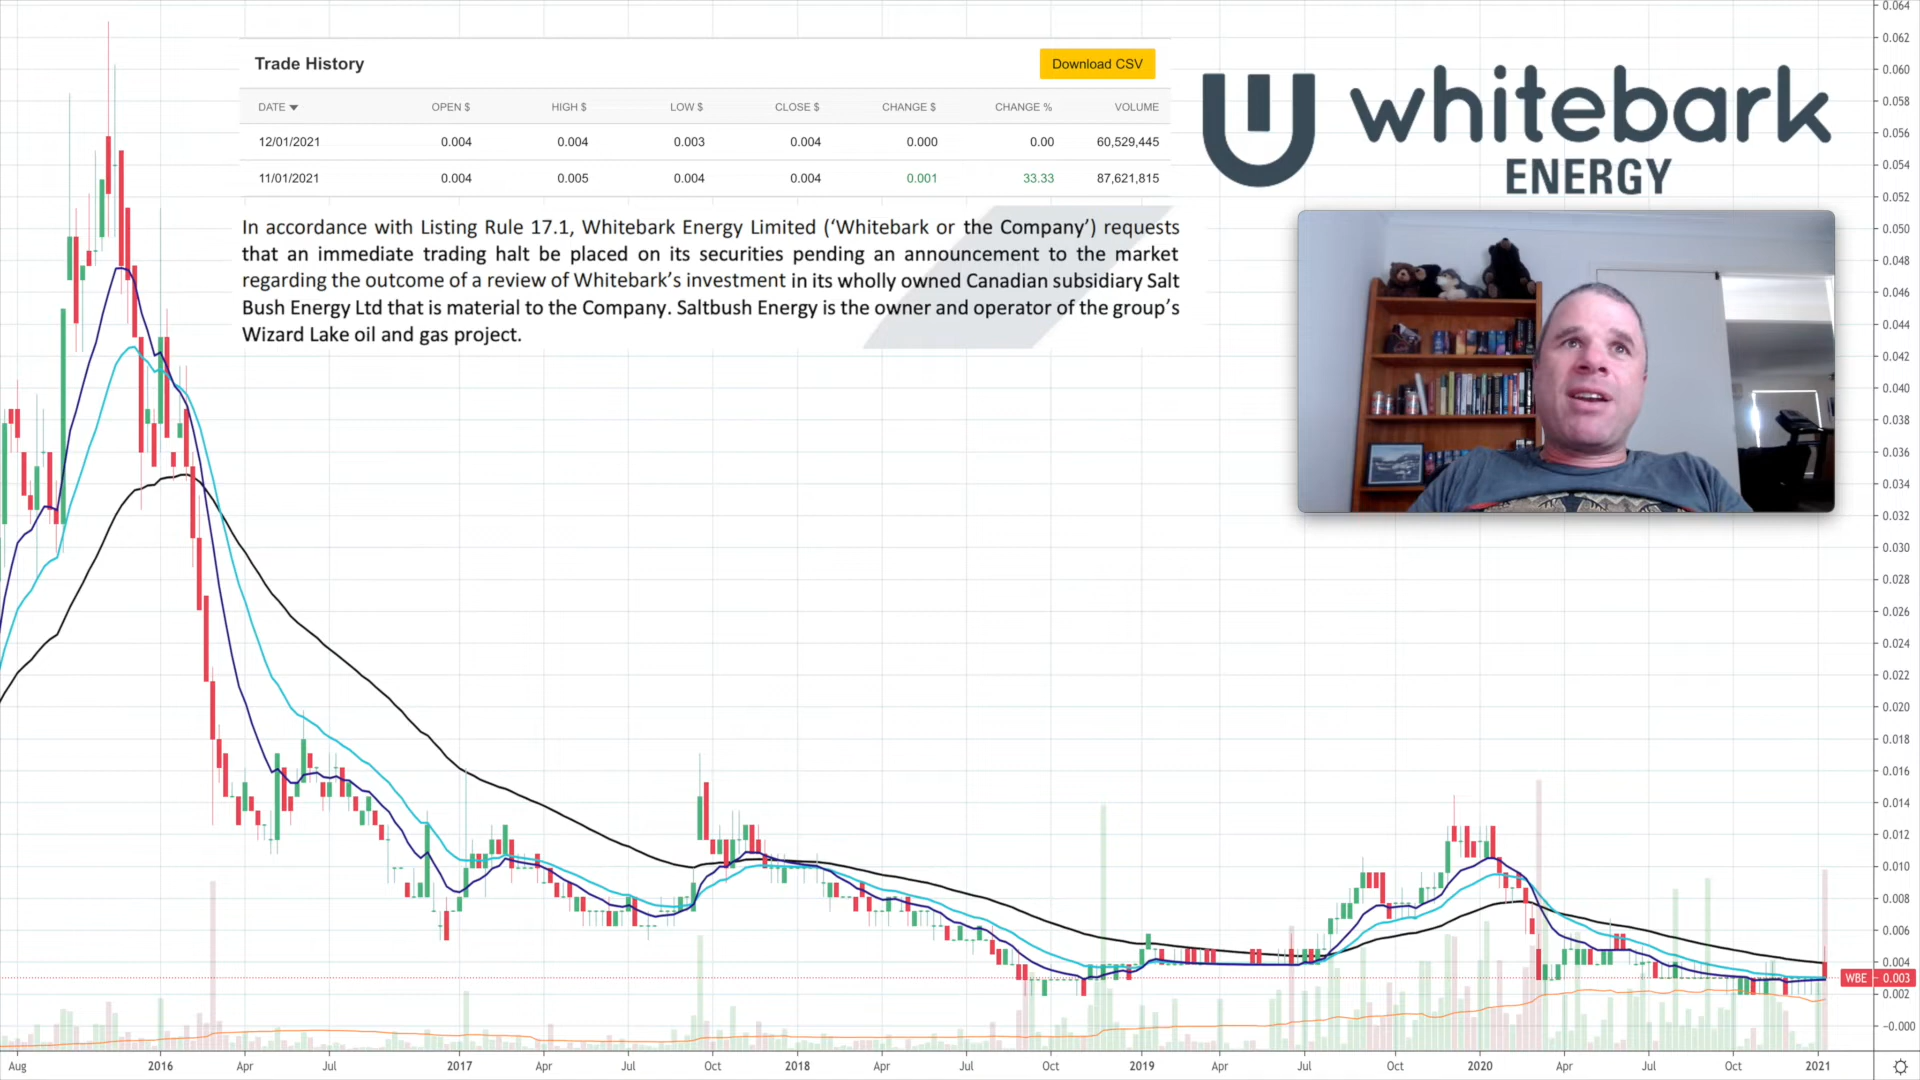 Trade History
Download CSV
DATE OPEN $ HIGH $ LOW $ CLOSE $ CHANGE $ CHANGE % VOLUME
12/01/2021 0.004 0.004 0.003 0.004 0.000 0.00 60,529,445
11/01/2021 0.004 0.005 0.004 0.004 0.001 33.33 87,621,815
whitebark
ENERGY
In accordance with Listing Rule 17.1, Whitebark Energy Limited (‘Whitebark or the Company’) requests
that an immediate trading halt be placed on its securities pending an announcement to the market
regarding the outcome of a review of Whitebark’s investment in its wholly owned Canadian subsidiary Salt
Bush Energy Ltd that is material to the Company. Saltbush Energy is the owner and operator of the group’s
Wizard Lake oil and gas project.
0.064
0.062
0.060
0.058
0.056
0.054
0.052
0.050
0.048
0.046
0.044
0.042
0.040
0.038
0.036
0.034
0.032
0.030
0.028
0.026
0.024
0.022
0.020
0.018
0.016
0.014
0.012
0.010
0.008
0.006
0.004
WBE 0.003
0.002
−0.000
Aug 2016 Apr Jul 2017 Apr Jul Oct 2018 Apr Jul Oct 2019 Apr Jul Oct 2020 Apr Jul Oct 2021